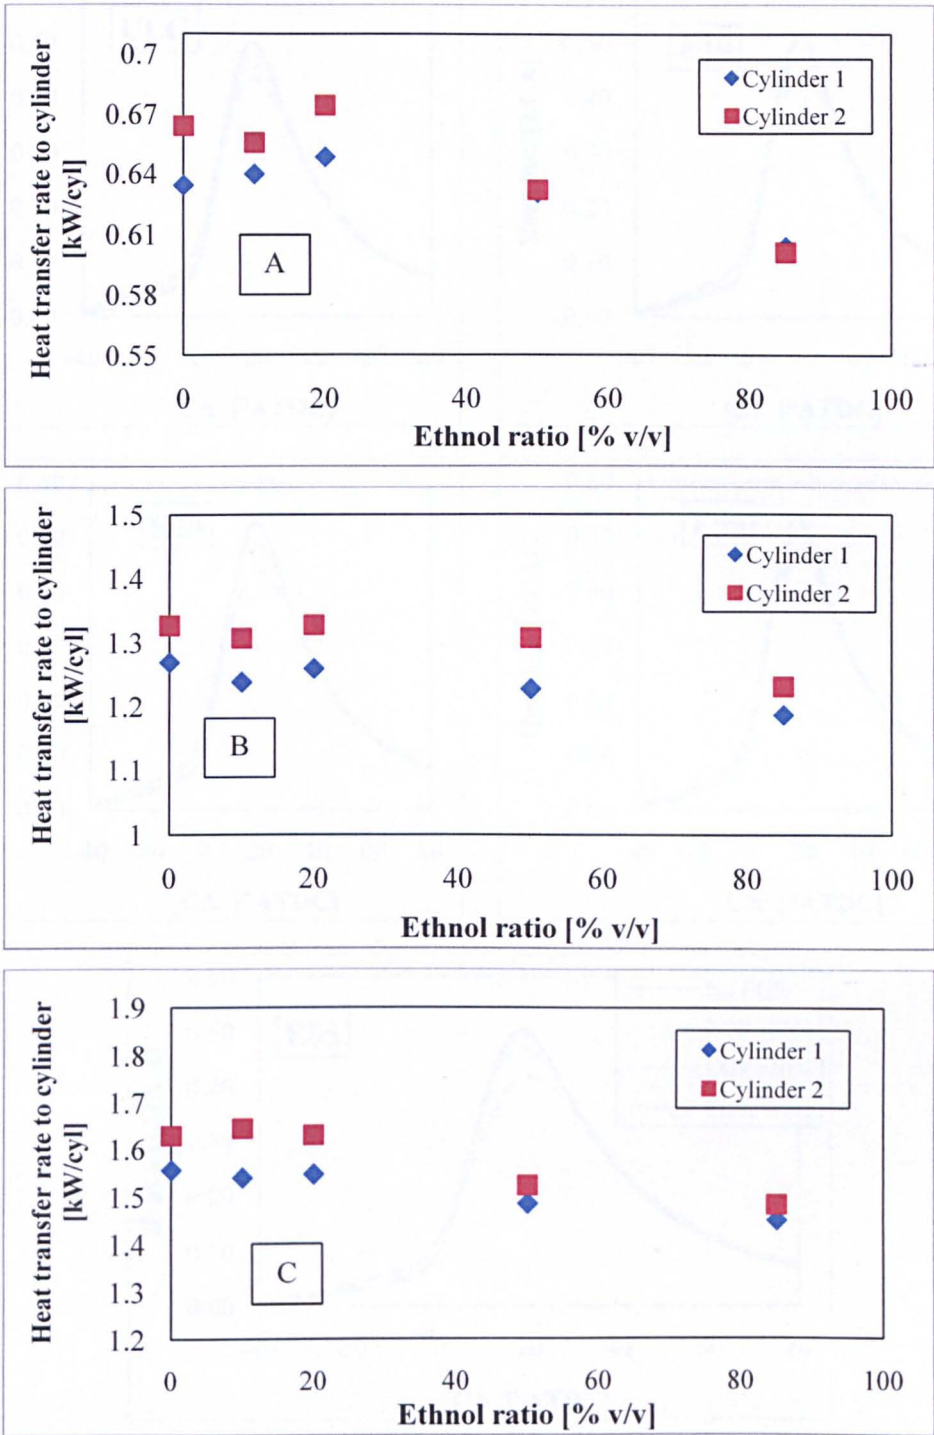 Heat transfer rate to cylinder
[kW/cyl]
0.7
0.67
0.64
0.61
0.58
0.55
Cylinder 1
Cylinder 2
A
0 20 40 60 80 100
Ethnol ratio [% v/v]
Heat transfer rate to cylinder
[kW/cyl]
1.5
1.4
1.3
1.2
1.1
1
Cylinder 1
Cylinder 2
B
0 20 40 60 80 100
Ethnol ratio [% v/v]
Heat transfer rate to cylinder
[kW/cyl]
1.9
1.8
1.7
1.6
1.5
1.4
1.3
1.2
Cylinder 1
Cylinder 2
C
0 20 40 60 80 100
Ethnol ratio [% v/v]